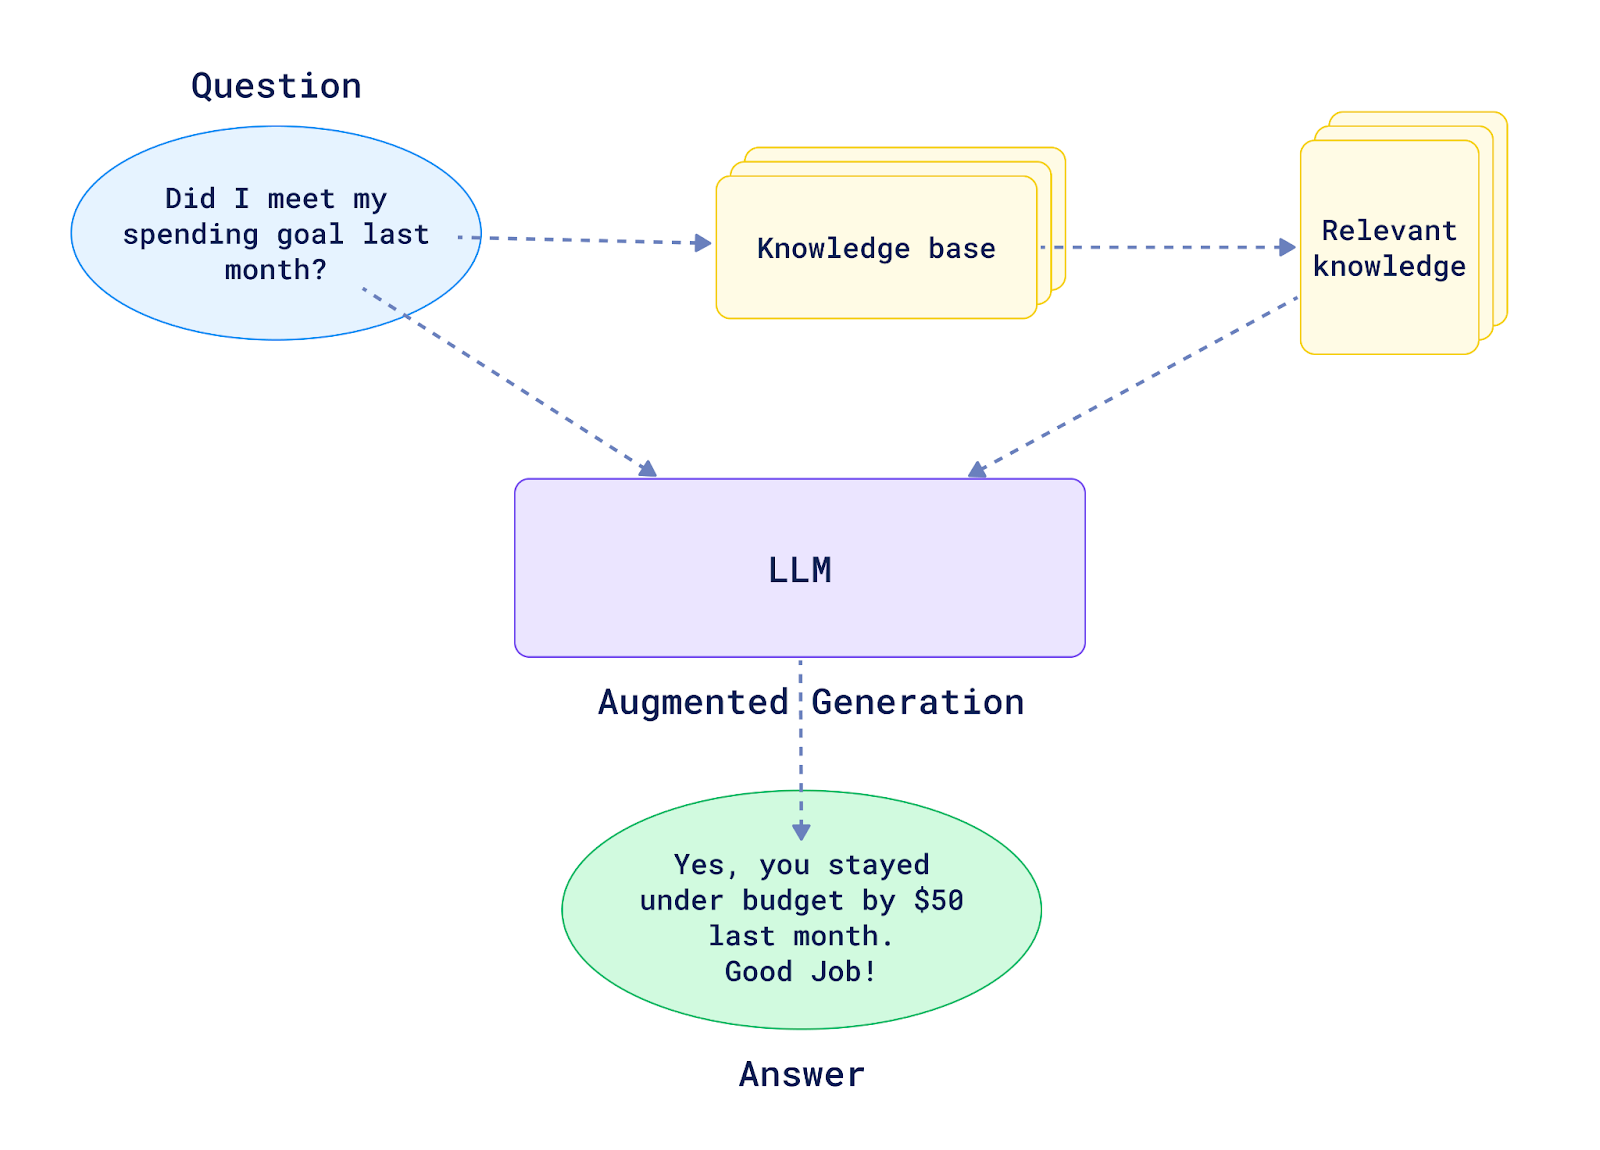 Question
Did I meet my
spending goal last
month?
Knowledge base
Relevant
knowledge
LLM
Augmented Generation
Yes, you stayed
under budget by $50
last month.
Good Job!
Answer